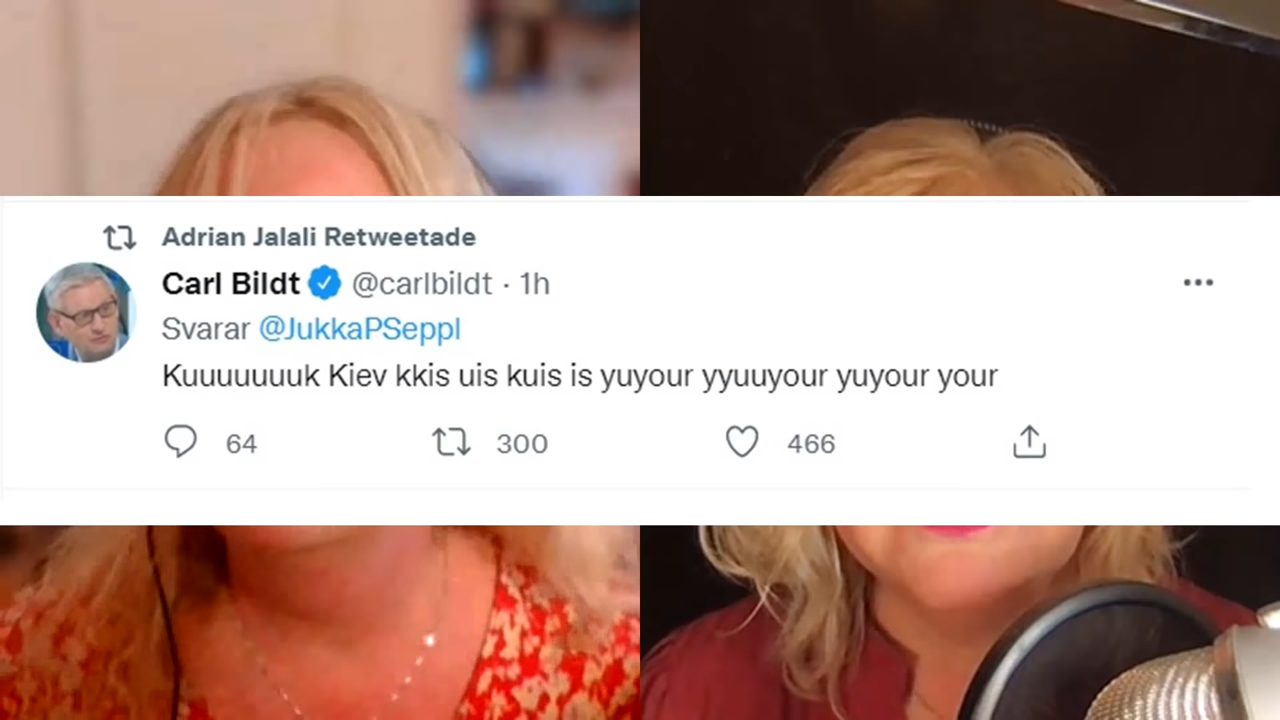 Adrian Jalali Retweetade
Carl Bildt @carlbildt · 1h
Svarar @JukkaPSeppl
Kuuuuuuuk Kiev kkis uis kuis is yuyour yyuuyour yuyour your
64 300 466